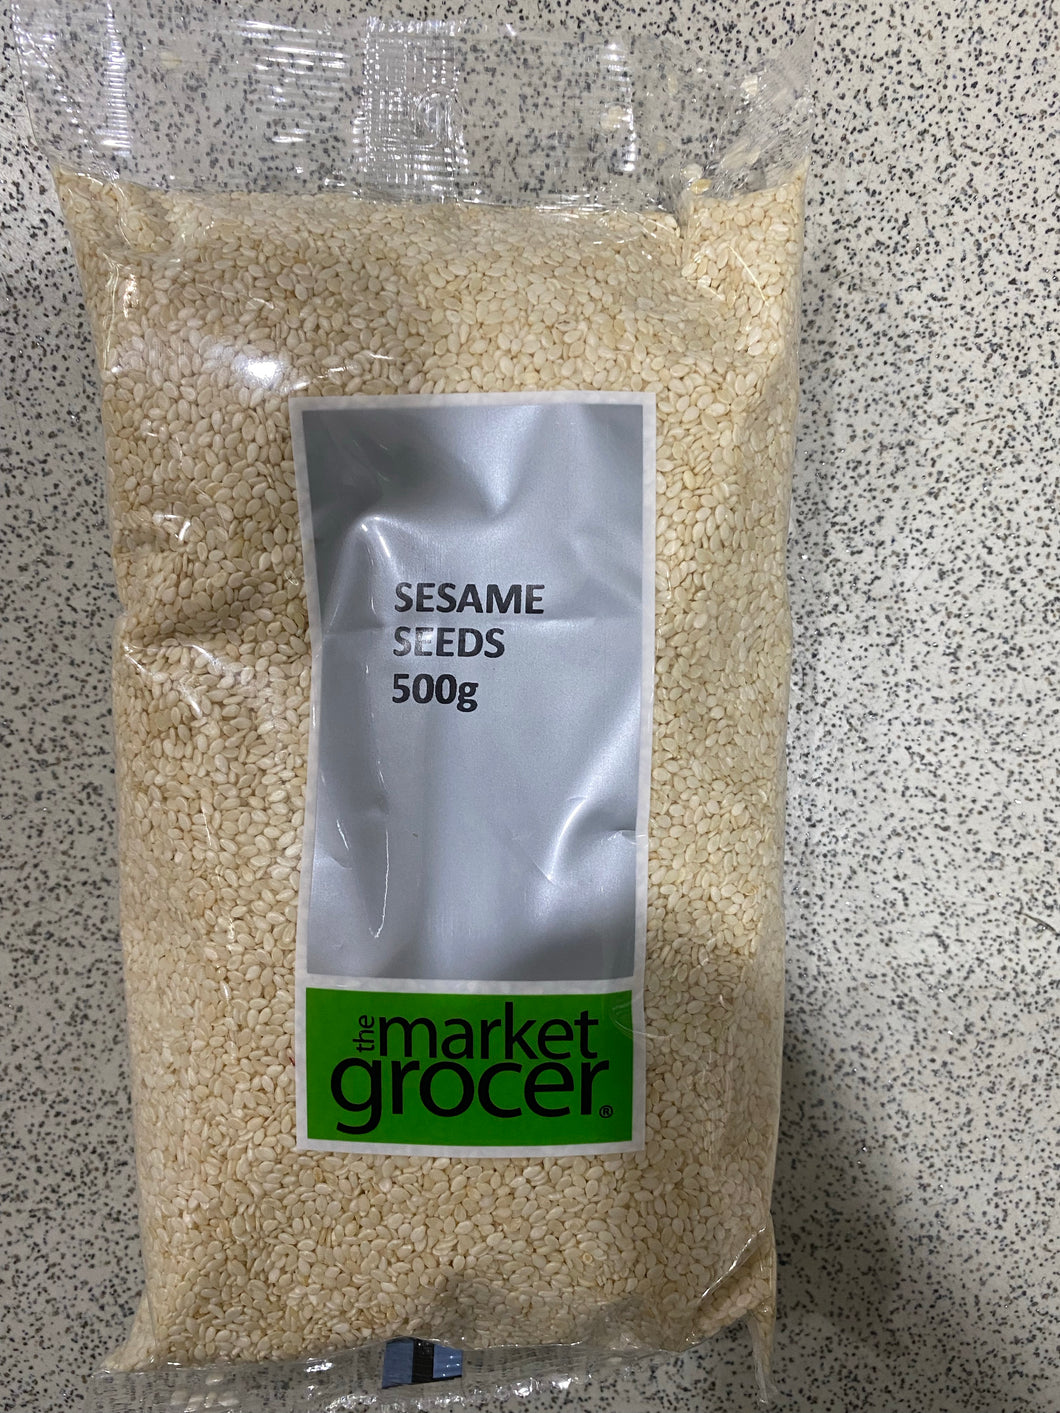 SESAME
SEEDS
500g
the market
grocer®